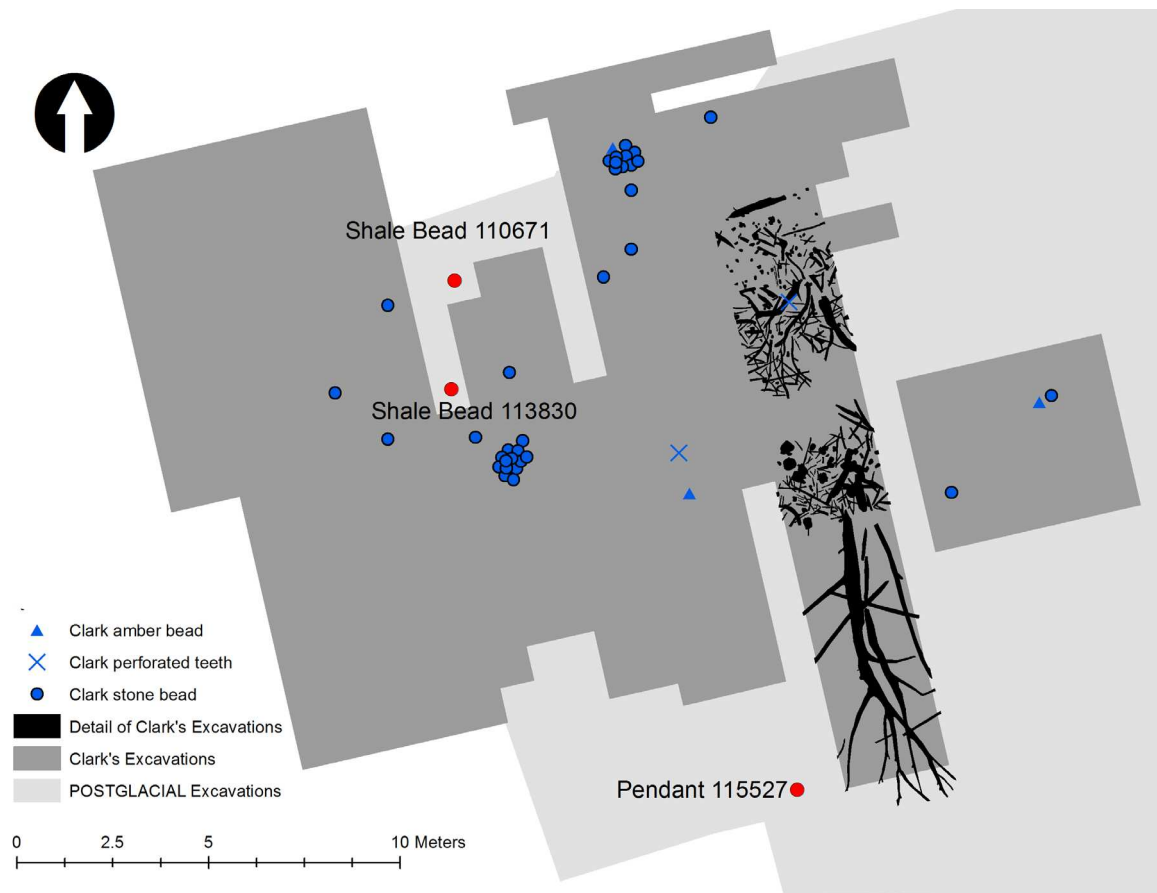 Shale Bead 110671
Shale Bead 113830
Clark amber bead
Clark perforated teeth
Clark stone bead
Detail of Clark's Excavations
Clark's Excavations
POSTGLACIAL Excavations
Pendant 115527
0 2.5 5 10 Meters